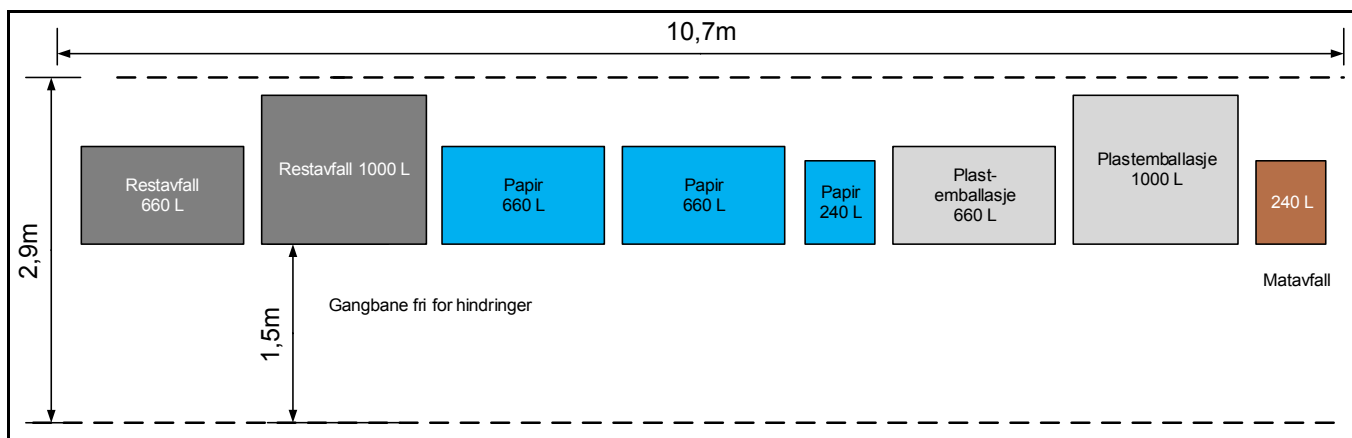 10,7m
2,9m
Restavfall
660 L
Restavfall 1000 L
Papir
660 L
Papir
660 L
Papir
240 L
Plast-
emballasje
660 L
Plastemballasje
1000 L
240 L
Matavfall
1,5m
Gangbane fri for hindringer